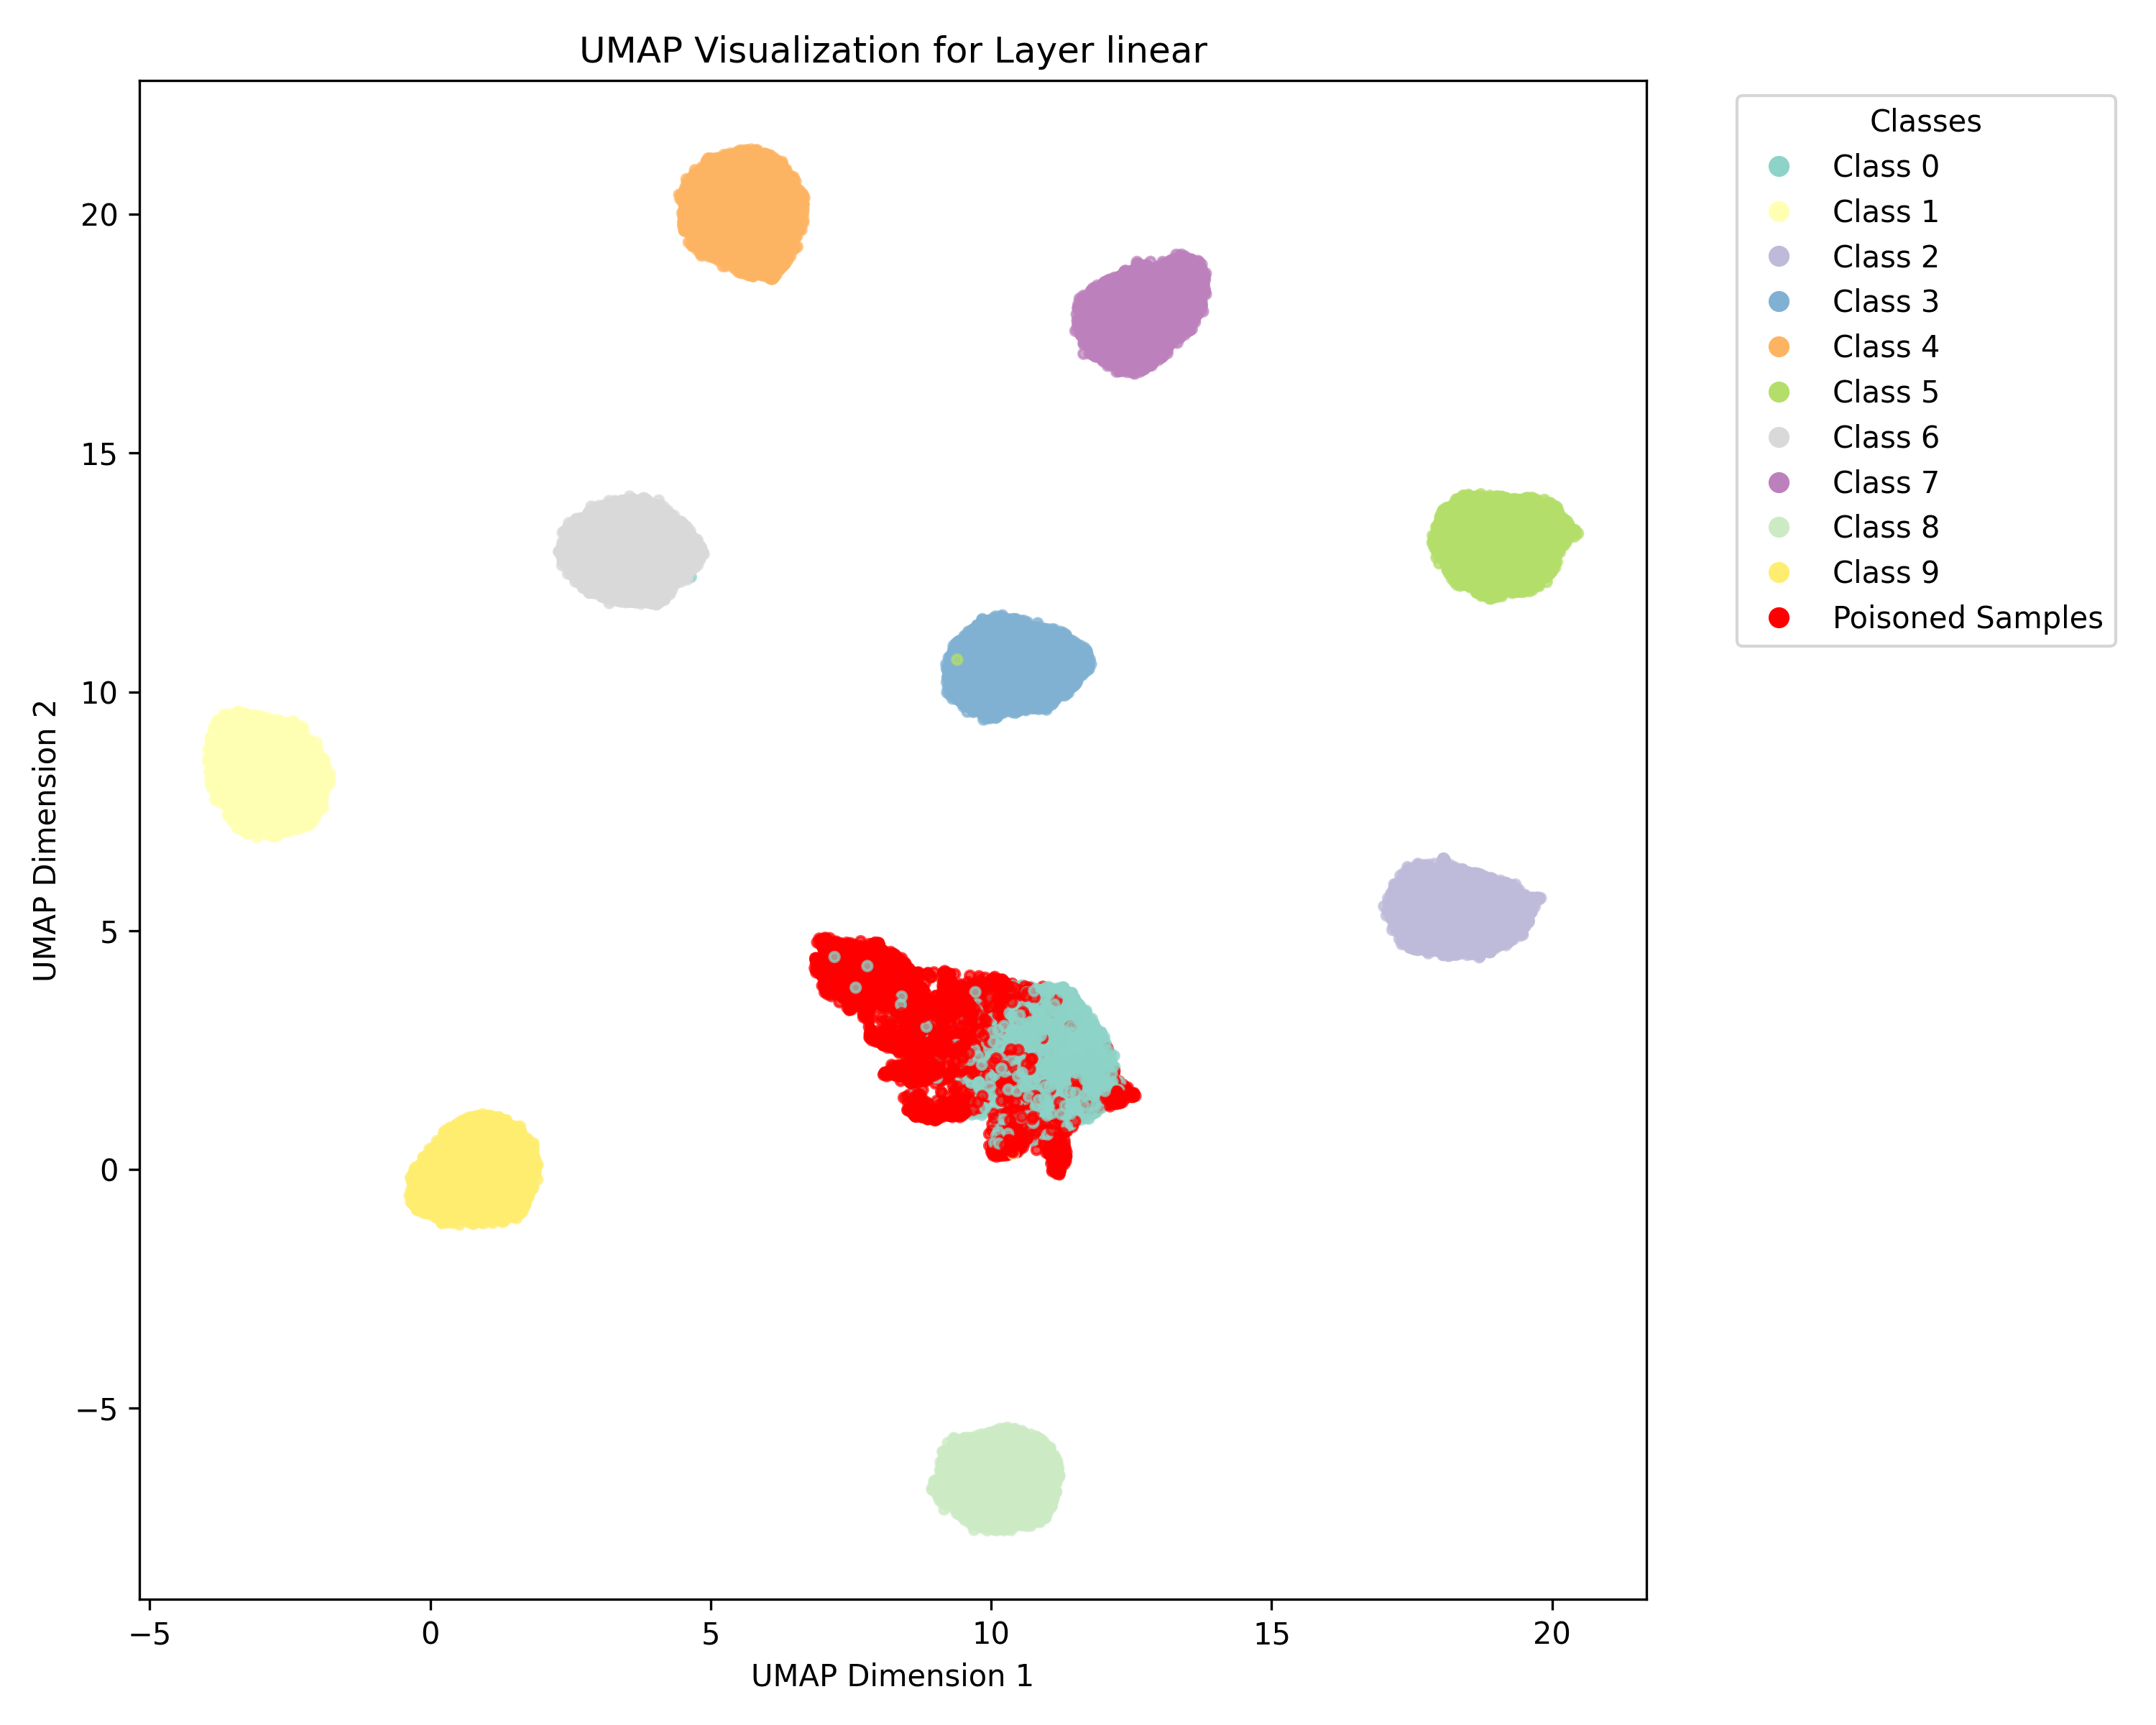 UMAP Visualization for Layer linear
Classes
Class 0
Class 1
Class 2
Class 3
Class 4
Class 5
Class 6
Class 7
Class 8
Class 9
Poisoned Samples
UMAP Dimension 2
20
15
10
5
0
−5
−5
0
5
10
15
20
UMAP Dimension 1